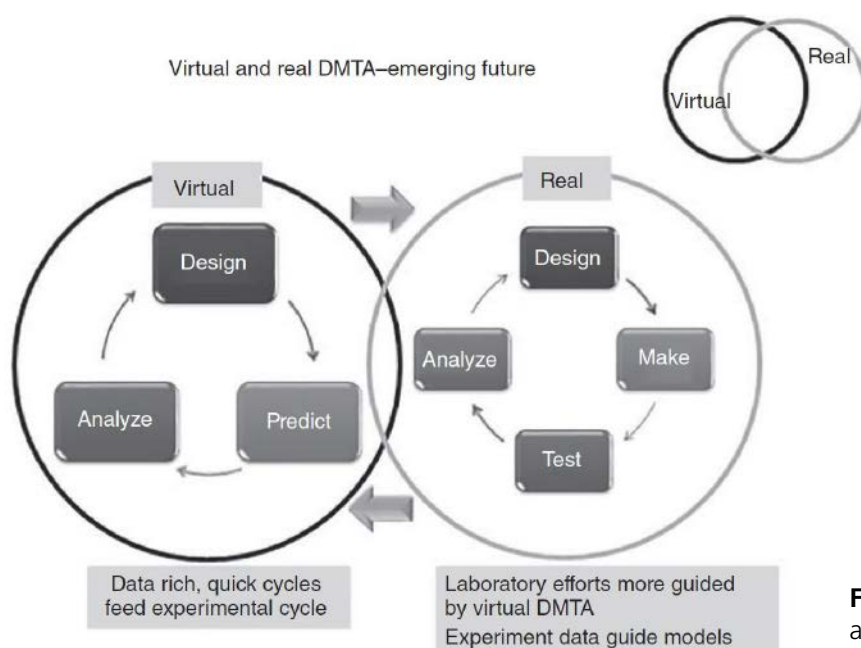 Virtual and real DMTA–emerging future
Virtual
Real
Virtual
Design
Predict
Analyze
Real
Design
Make
Test
Analyze
Data rich, quick cycles
feed experimental cycle
Laboratory efforts more guided
by virtual DMTA
Experiment data guide models